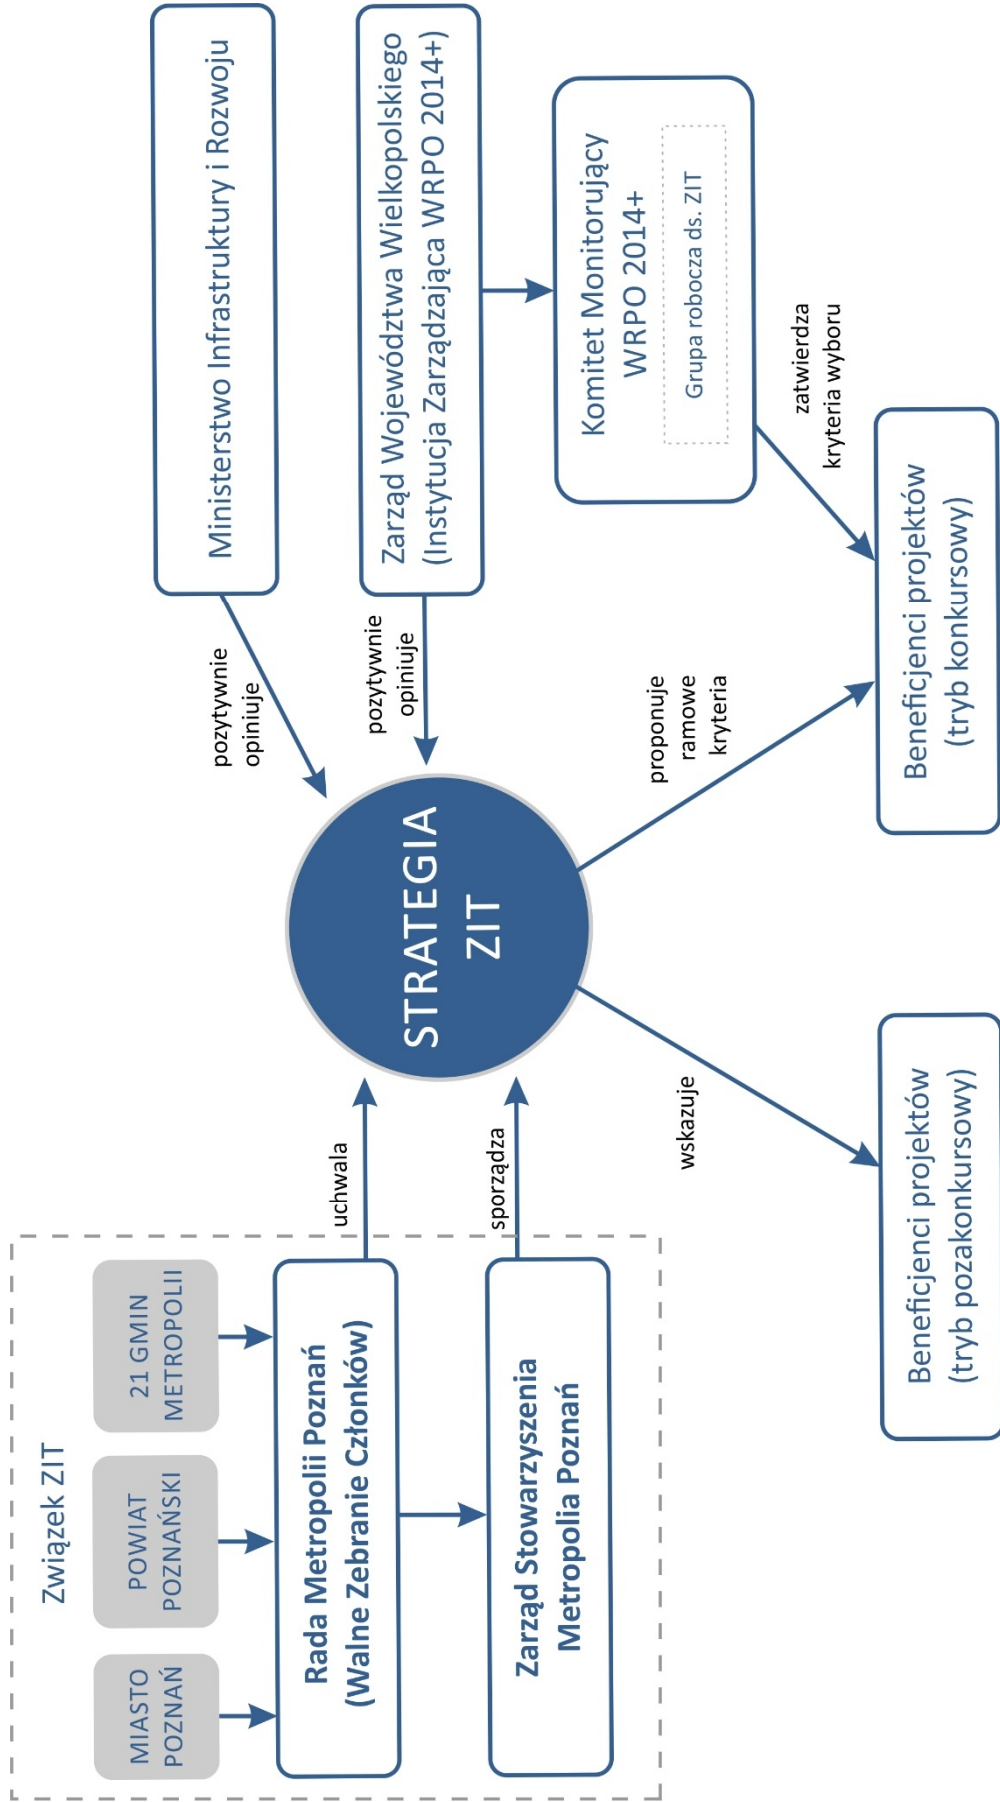 Związek ZIT
MIASTO
POZNAŃ
POWIAT
POZNAŃSKI
21 GMIN
METROPOLII
Rada Metropolii Poznań
(Walne Zebranie Członków)
Zarząd Stowarzyszenia
Metropolia Poznań
uchwala
sporządza
STRATEGIA
ZIT
pozytywnie
opiniuje
pozytywnie
opiniuje
Ministerstwo Infrastruktury i Rozwoju
Zarząd Województwa Wielkopolskiego
(Instytucja Zarządzająca WRPO 2014+)
Komitet Monitorujący
WRPO 2014+
Grupa robocza ds. ZIT
wskazuje
proponuje
ramowe
kryteria
zatwierdza
kryteria wyboru
Beneficjenci projektów
(tryb pozakonkursowy)
Beneficjenci projektów
(tryb konkursowy)